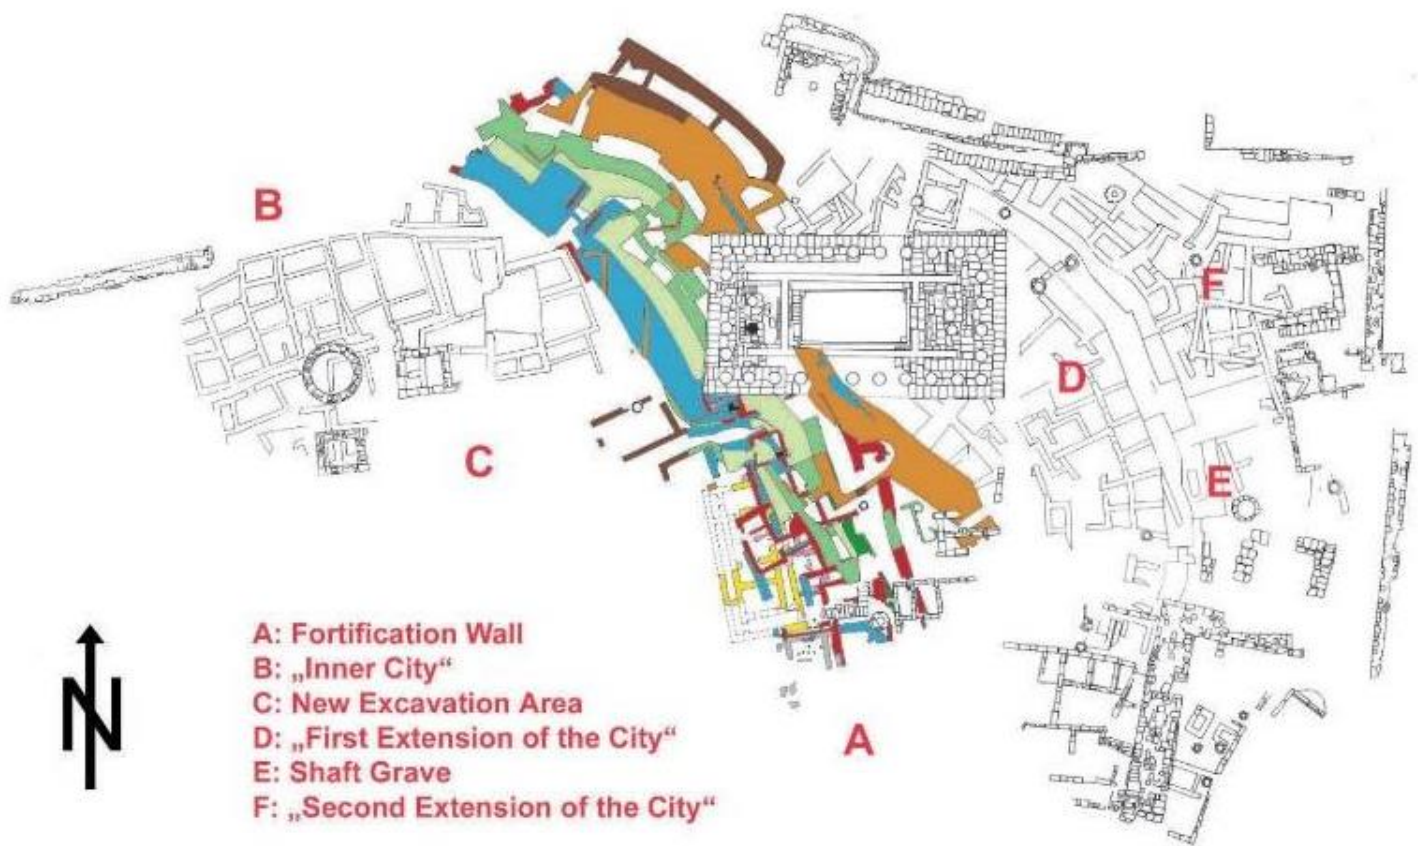 B
F
D
C
E
A
N
A: Fortification Wall
B: „Inner City“
C: New Excavation Area
D: „First Extension of the City“
E: Shaft Grave
F: „Second Extension of the City“